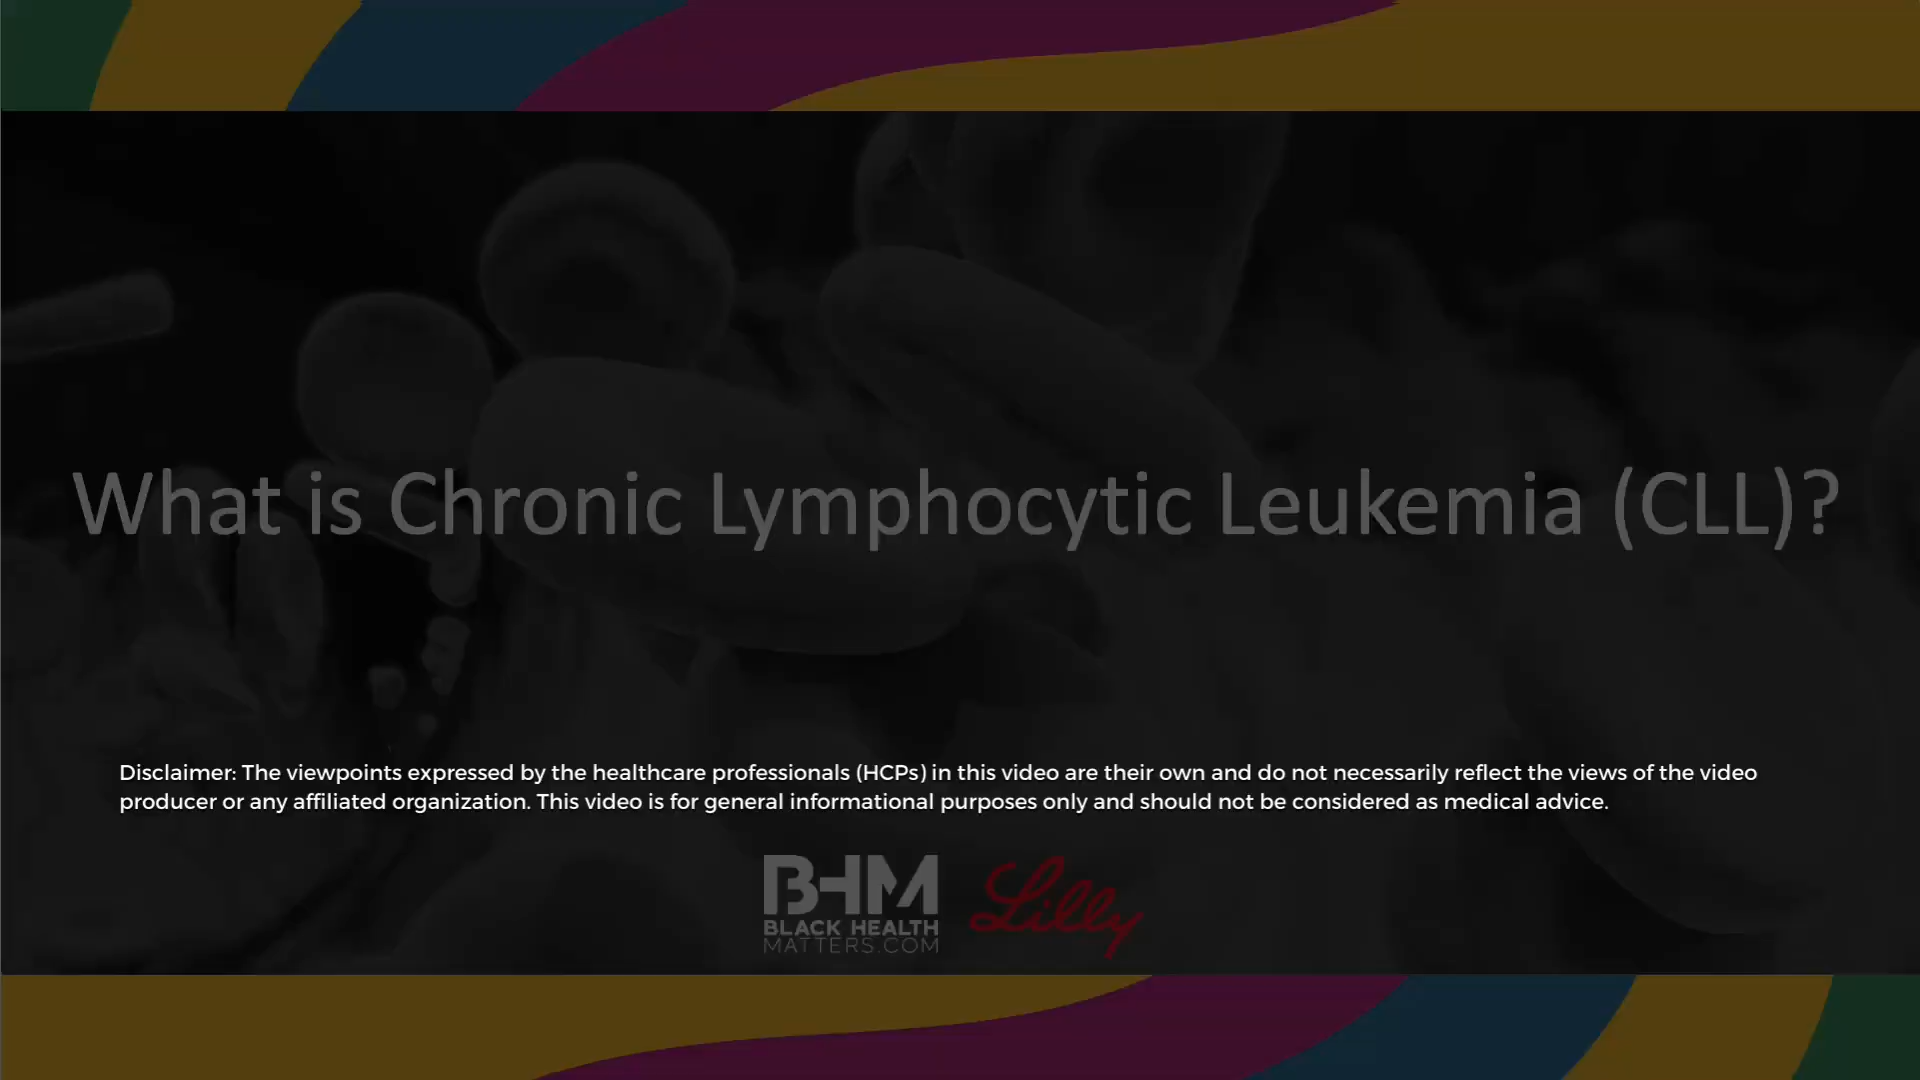 What is Chronic Lymphocytic Leukemia (CLL)?
Disclaimer: The viewpoints expressed by the healthcare professionals (HCPs) in this video are their own and do not necessarily reflect the views of the video
producer or any affiliated organization. This video is for general informational purposes only and should not be considered as medical advice.
BHM
BLACK HEALTH
MATTERS.COM
Lilly